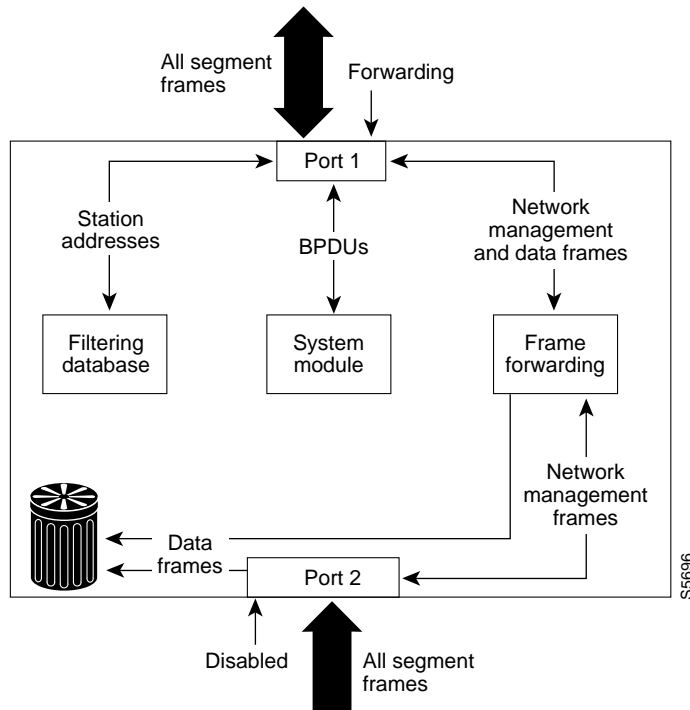 All segment
frames
Forwarding
Port 1
Station
addresses
BPDUs
Network
management
and data frames
Filtering
database
System
module
Frame
forwarding
Network
management
frames
Data
frames
Port 2
S5696
Disabled
All segment
frames